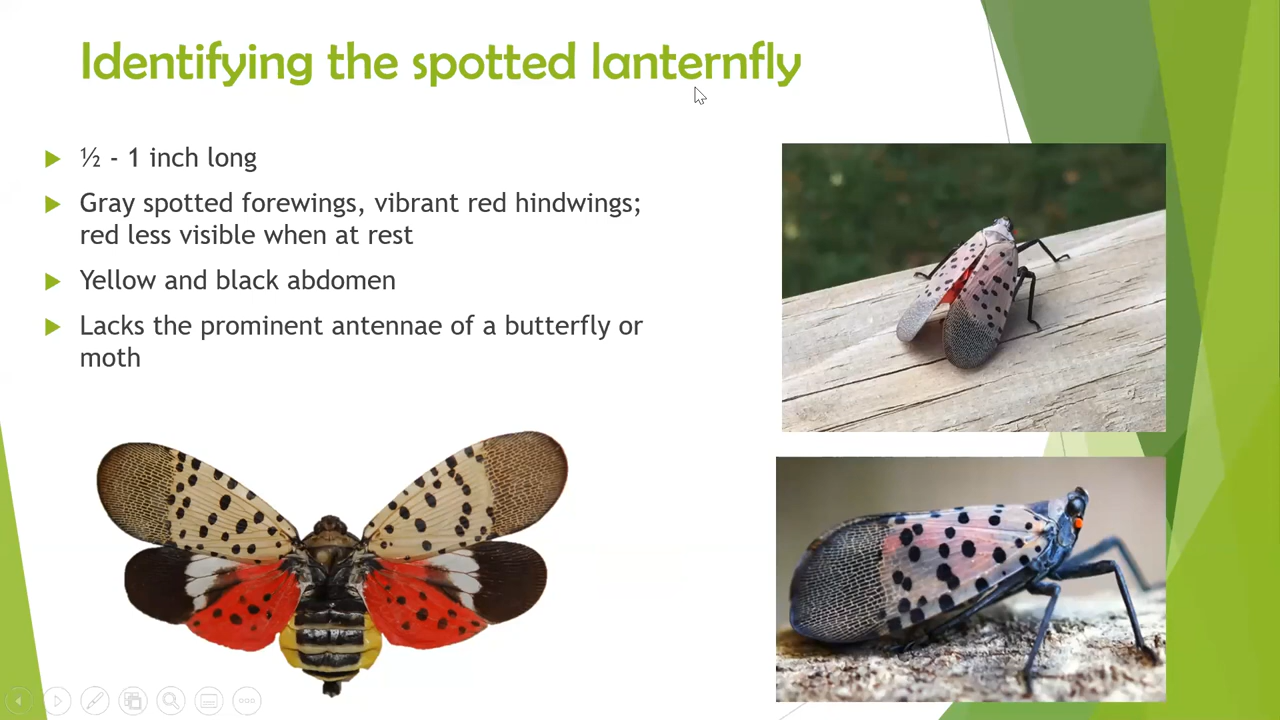 Identifying the spotted lanternfly
½ - 1 inch long
Gray spotted forewings, vibrant red hindwings;
red less visible when at rest
Yellow and black abdomen
Lacks the prominent antennae of a butterfly or
moth